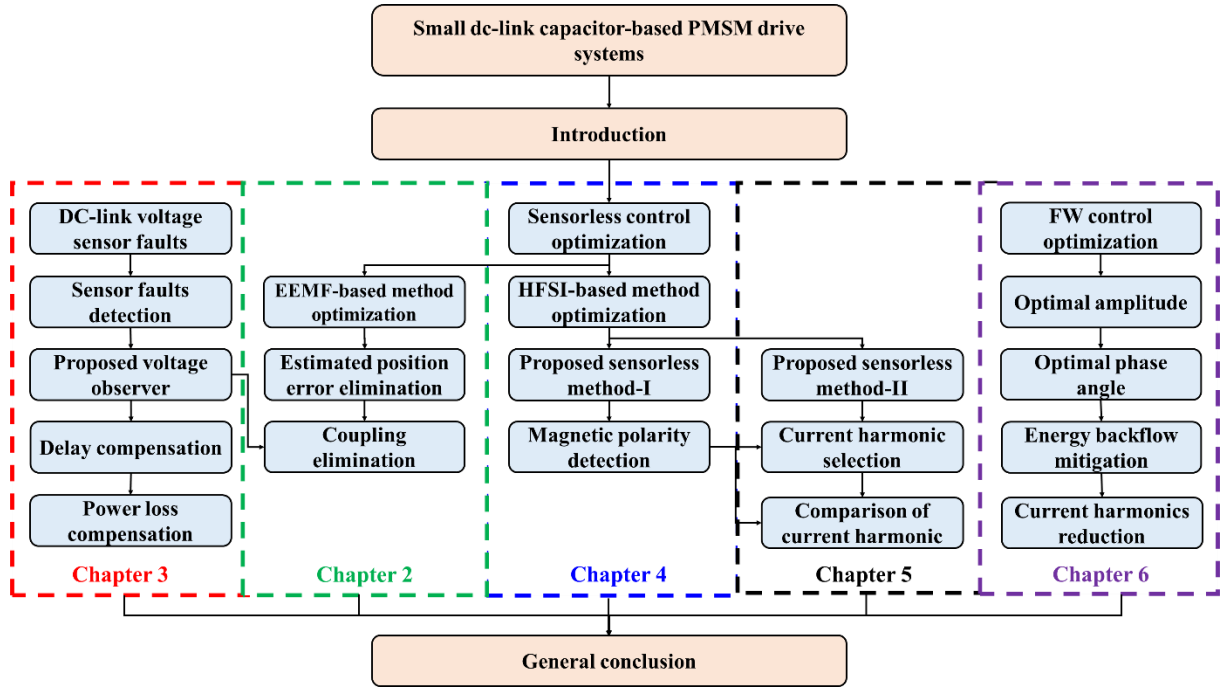 Small dc-link capacitor-based PMSM drive
systems
Introduction
DC-link voltage
sensor faults
Sensor faults
detection
Proposed voltage
observer
Delay compensation
Power loss
compensation
Chapter 3
EEMF-based method
optimization
Estimated position
error elimination
Coupling
elimination
Chapter 2
Sensorless control
optimization
HFSI-based method
optimization
Proposed sensorless
method-I
Magnetic polarity
detection
Chapter 4
Proposed sensorless
method-II
Current harmonic
selection
Comparison of
current harmonic
Chapter 5
FW control
optimization
Optimal amplitude
Optimal phase
angle
Energy backflow
mitigation
Current harmonics
reduction
Chapter 6
General conclusion